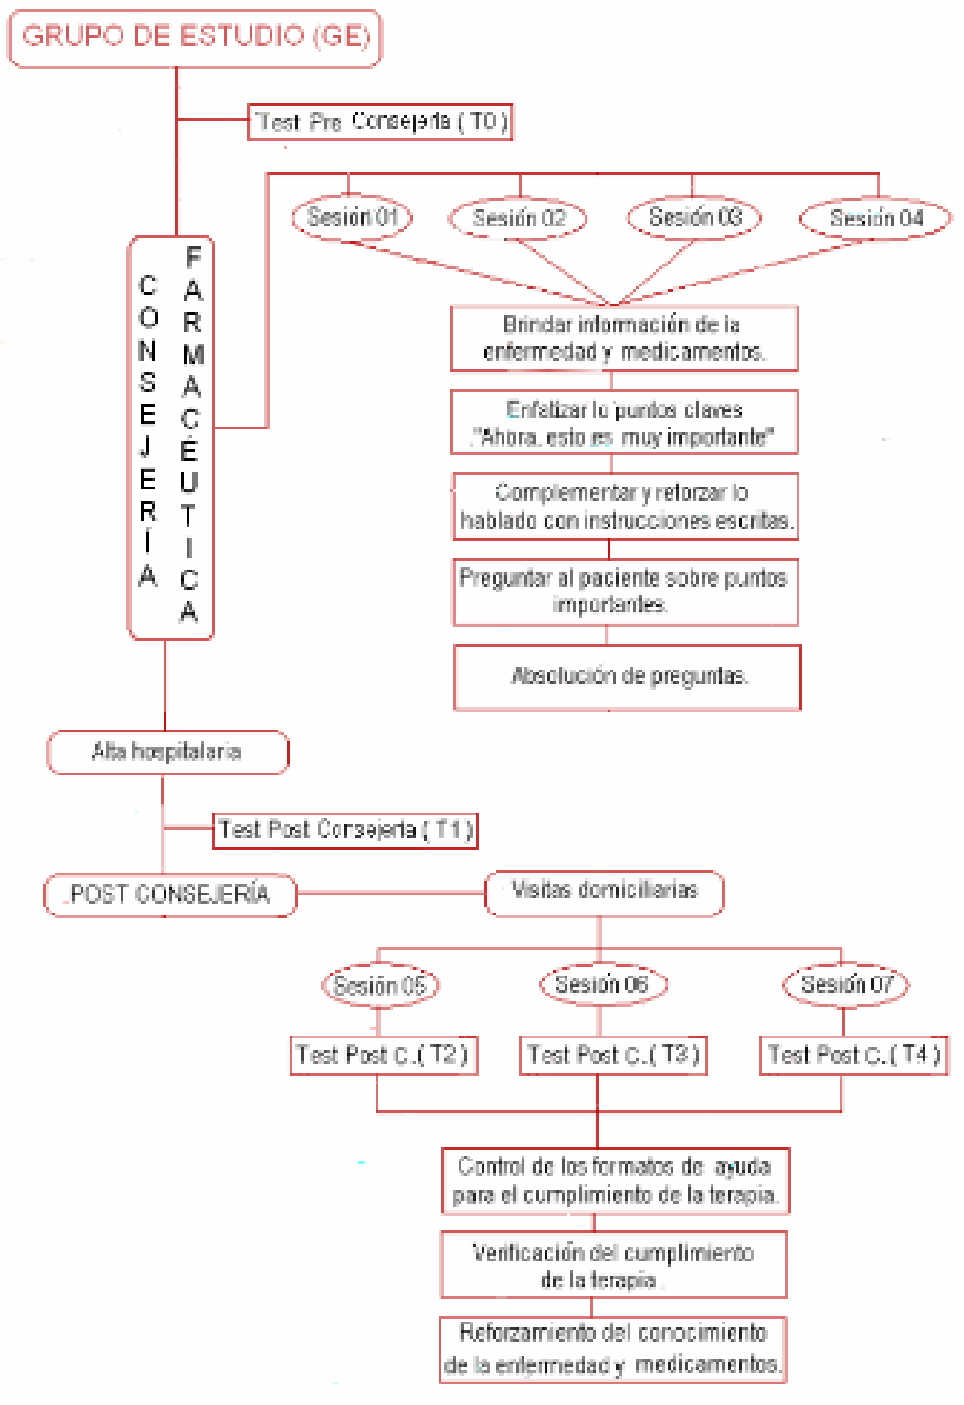 GRUPO DE ESTUDIO (GE)
Test Pre Consejería ( T0 )
Sesión 01
Sesión 02
Sesión 03
Sesión 04
CONSEJERÍA
FARMACÉUTICA
Brindar información de la
enfermedad y medicamentos.
Enfatizar lo puntos claves
."Ahora, esto es muy importante"
Complementar y reforzar lo
hablado con instrucciones escritas.
Preguntar al paciente sobre puntos
importantes.
Absolución de preguntas.
Alta hospitalaria
Test Post Consejería ( T1 )
.POST CONSEJERÍA
Visitas domiciliarias
Sesión 05
Sesión 06
Sesión 07
Test Post C..( T2 )
Test Post C..( T3 )
Test Post C. ( T4 )
Control de los formatos de ayuda
para el cumplimiento de la terapia.
Verificación del cumplimiento
de la terapia .
Reforzamiento del conocimiento
de la enfermedad y medicamentos.